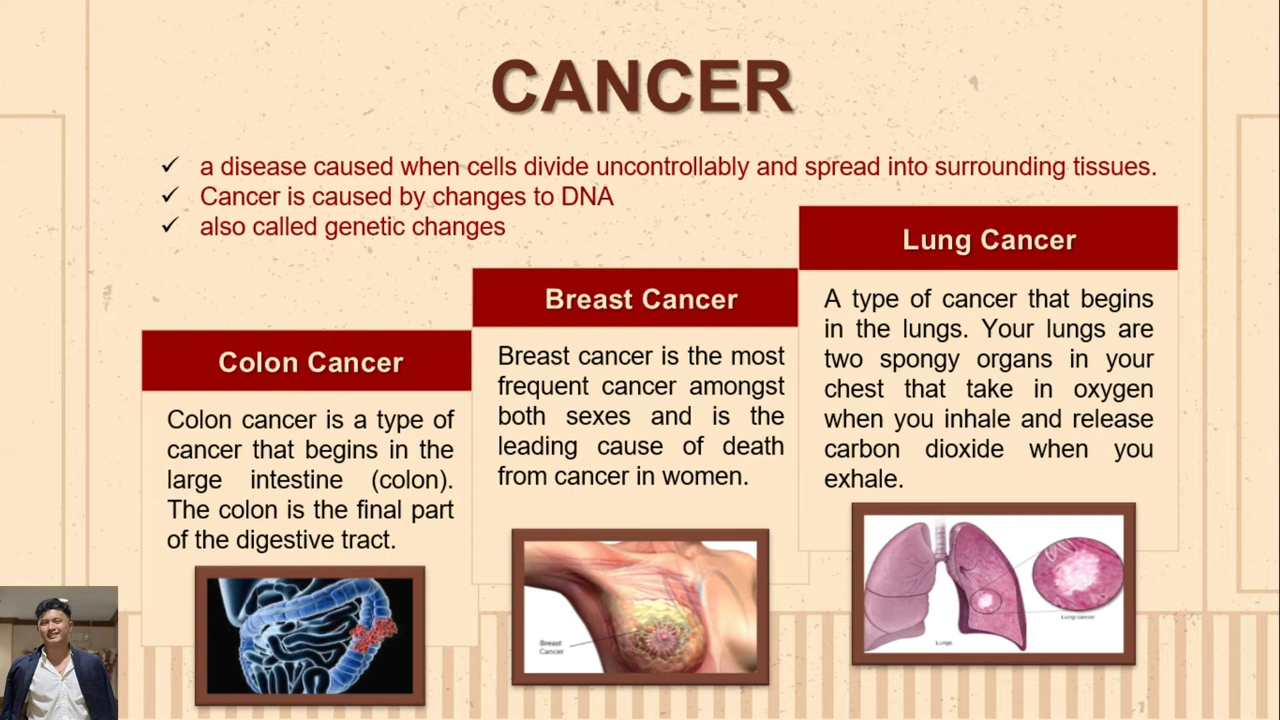 CANCER
✓ a disease caused when cells divide uncontrollably and spread into surrounding tissues.
✓ Cancer is caused by changes to DNA
✓ also called genetic changes
Colon Cancer
Colon cancer is a type of
cancer that begins in the
large intestine (colon).
The colon is the final part
of the digestive tract.
Breast Cancer
Breast cancer is the most
frequent cancer amongst
both sexes and is the
leading cause of death
from cancer in women.
Breast
Cancer
Lung Cancer
A type of cancer that begins
in the lungs. Your lungs are
two spongy organs in your
chest that take in oxygen
when you inhale and release
carbon dioxide when you
exhale.
Lungs
Lung cancer